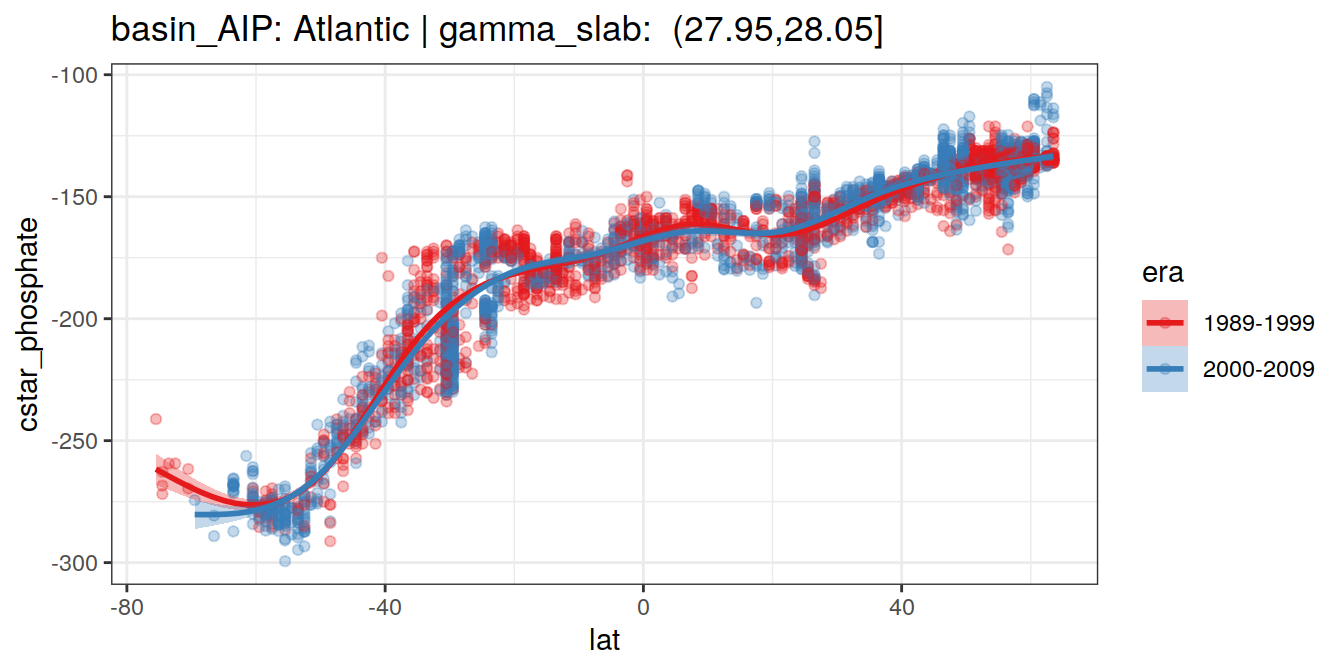 basin_AIP: Atlantic | gamma_slab:  (27.95,28.05]
-100
-150
-200
-250
-300
cstar_phosphate
-80
-40
0
40
lat
era
1989-1999
2000-2009